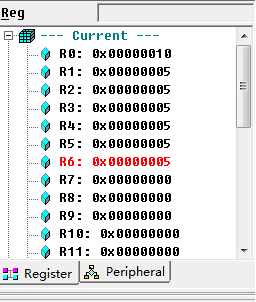 Reg
--- Current ---
R0: 0x00000010
R1: 0x00000005
R2: 0x00000005
R3: 0x00000005
R4: 0x00000005
R5: 0x00000005
R6: 0x00000005
R7: 0x00000000
R8: 0x00000000
R9: 0x00000000
R10: 0x00000000
R11: 0x00000000
Register Peripheral